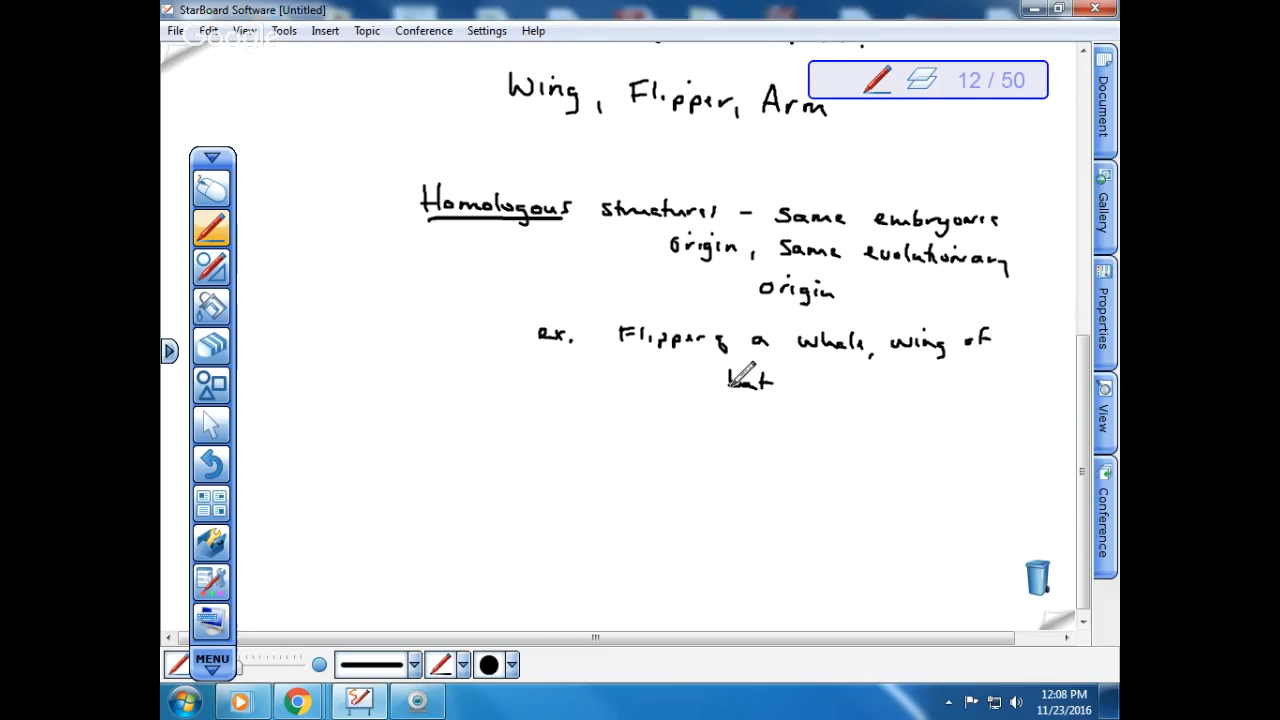 StarBoard Software [Untitled]
File Edit View Tools Insert Topic Conference Settings Help
Google
12 / 50
Wing, Flipper, Arm
Homologous structures - Same embryonic
origin, Same evolutionary
origin
ex. Flipper of a whale, wing of
bat
Document
Gallery
Properties
View
Conference
MENU
12:08 PM
11/23/2016